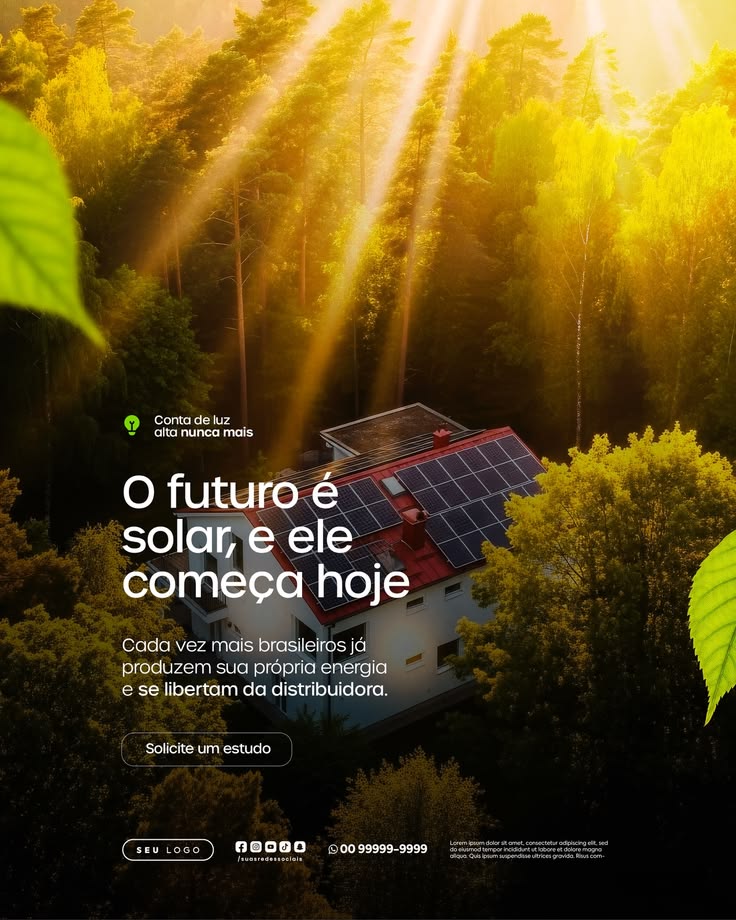 Conta de luz
alta nunca mais
O futuro é
solar, e ele
começa hoje
Cada vez mais brasileiros já
produzem sua própria energia
e se libertam da distribuidora.
Solicite um estudo
SEU LOGO
/suasredessociais
00 99999-9999
Lorem ipsum dolor sit amet, consectetur adipiscing elit, sed
do eiusmod tempor incididunt ut labore et dolore magna
aliqua. Quis ipsum suspendisse ultrices gravida. Risus com-